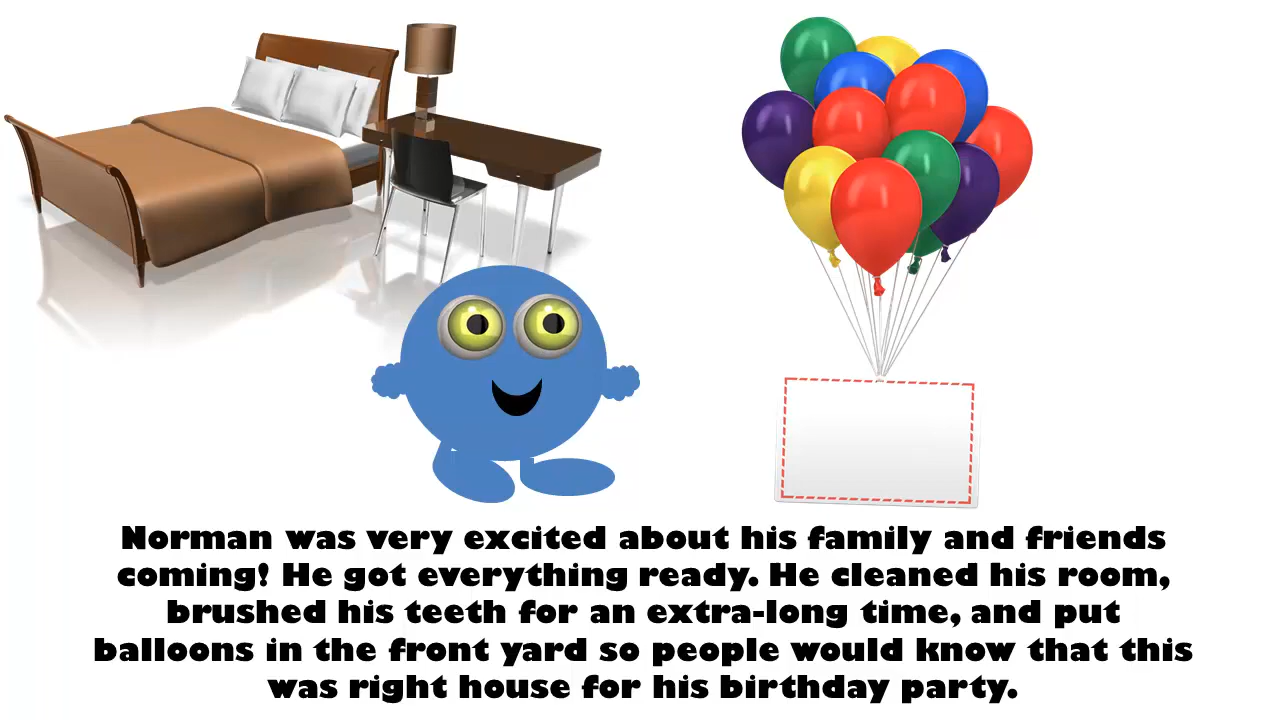 Norman was very excited about his family and friends
coming! He got everything ready. He cleaned his room,
brushed his teeth for an extra-long time, and put
balloons in the front yard so people would know that this
was right house for his birthday party.